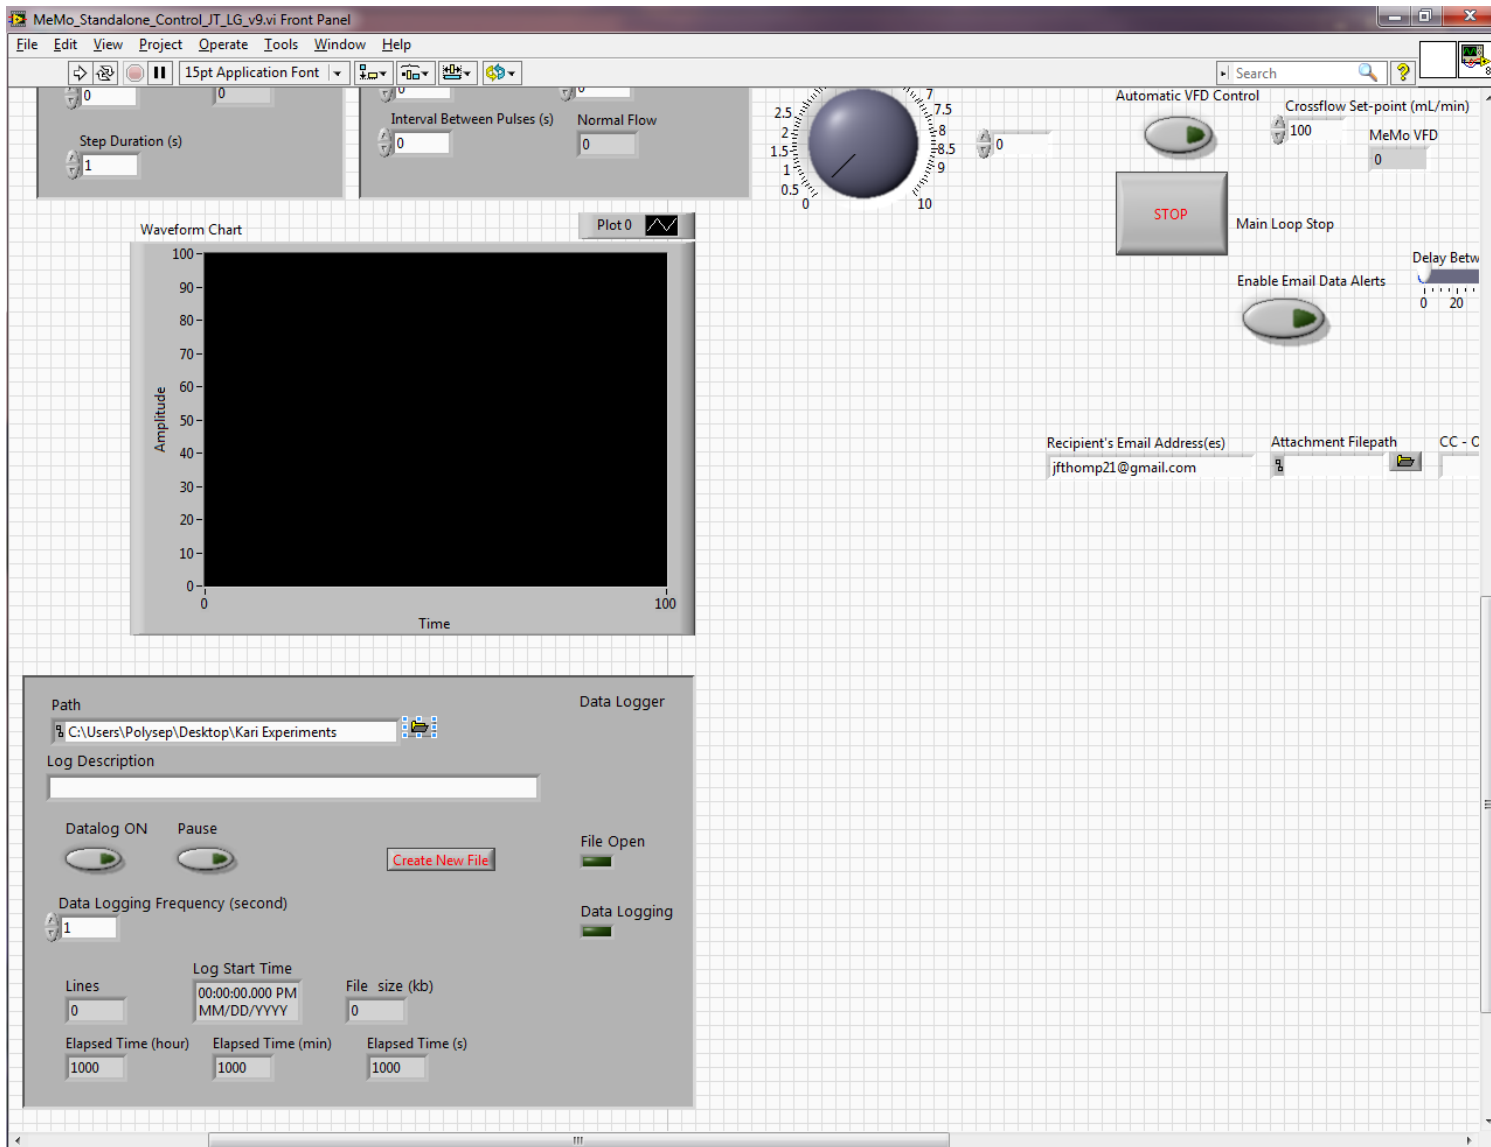 MeMo_Standalone_Control_JT_LG_v9.vi Front Panel
File Edit View Project Operate Tools Window Help
15pt Application Font
Search
8
0
0
Step Duration (s)
1
0
0
Interval Between Pulses (s)
0
Normal Flow
0
0
0.5
1
1.5
2
2.5
7
7.5
8
8.5
9
10
0
Automatic VFD Control
Crossflow Set-point (mL/min)
100
MeMo VFD
0
STOP
Main Loop Stop
Enable Email Data Alerts
Delay Betw
0 20
Waveform Chart
Plot 0
100
90
80
70
60
50
40
30
20
10
0
Amplitude
0
100
Time
Recipient's Email Address(es)
jfthomp21@gmail.com
Attachment Filepath
CC - O
Path
C:\Users\Polysep\Desktop\Kari Experiments
Data Logger
Log Description
Datalog ON
Pause
Create New File
File Open
Data Logging Frequency (second)
1
Data Logging
Lines
0
Log Start Time
00:00:00.000 PM
MM/DD/YYYY
File size (kb)
0
Elapsed Time (hour)
1000
Elapsed Time (min)
1000
Elapsed Time (s)
1000